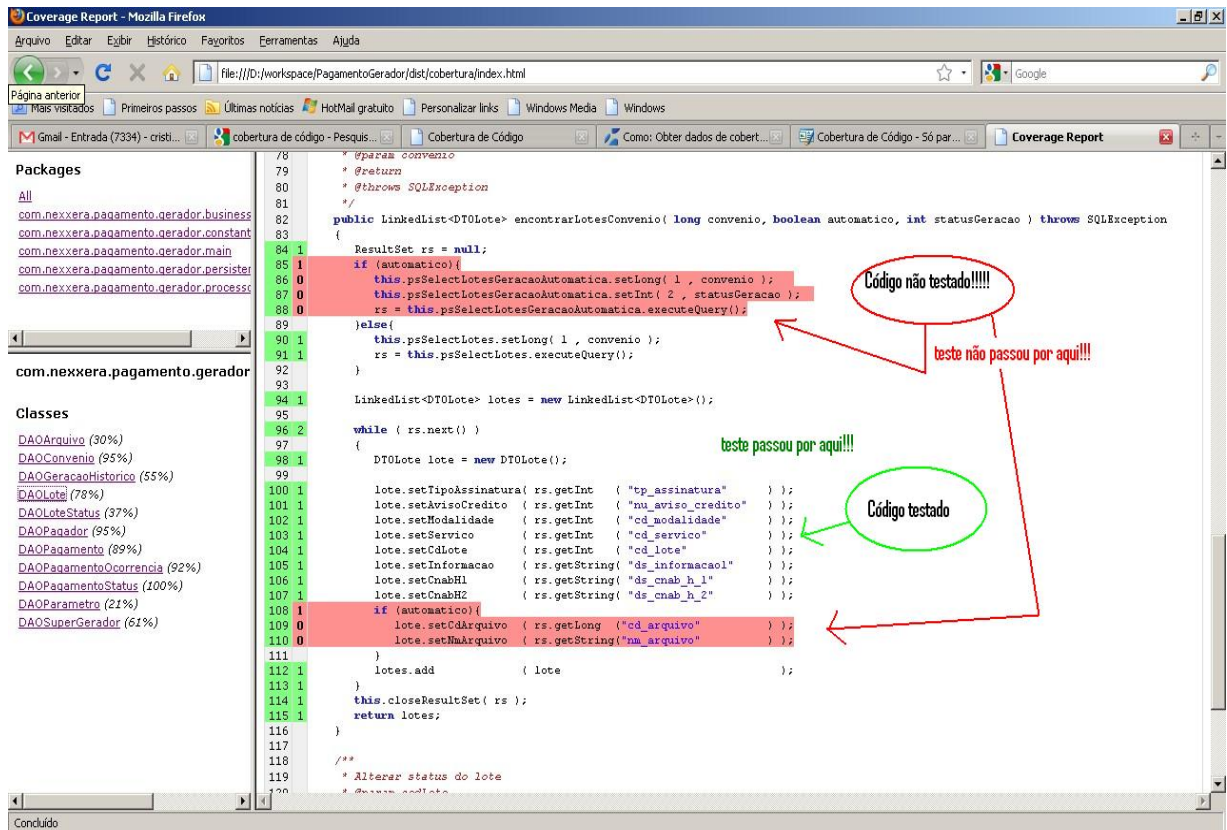 Coverage Report - Mozilla Firefox
Arquivo Editar Exibir Histórico Favoritos Ferramentas Ajuda
file:///D:/workspace/PagamentoGerador/dist/cobertura/index.html
Google
Página anterior
Mais visitados Primeiros passos Últimas notícias HotMail gratuito Personalizar links Windows Media Windows
Gmail - Entrada (7334) - cristi... cobertura de código - Pesquis... Cobertura de Código Como: Obter dados de cobert... Cobertura de Código - Só par... Coverage Report
Packages
All
com.nexxera.pagamento.gerador.business
com.nexxera.pagamento.gerador.constant
com.nexxera.pagamento.gerador.main
com.nexxera.pagamento.gerador.persister
com.nexxera.pagamento.gerador.processo
com.nexxera.pagamento.gerador
Classes
DAOArquivo (30%)
DAOConvenio (95%)
DAOGeracaoHistorico (55%)
DAOLote (78%)
DAOLoteStatus (37%)
DAOPagador (95%)
DAOPagamento (89%)
DAOPagamentoOcorrencia (92%)
DAOPagamentoStatus (100%)
DAOParametro (21%)
DAOSuperGerador (61%)
78 * @param convenio
79 * @return
80 * @throws SQLException
81 */
82 public LinkedList<DTOLote> encontrarLotesConvenio( long convenio, boolean automatico, int statusGeracao ) throws SQLException
83 {
84 1 ResultSet rs = null;
85 1 if (automatico){
86 0 this.psSelectLotesGeracaoAutomatica.setLong( 1 , convenio );
87 0 this.psSelectLotesGeracaoAutomatica.setInt( 2 , statusGeracao );
88 0 rs = this.psSelectLotesGeracaoAutomatica.executeQuery();
89 }else{
90 1 this.psSelectLotes.setLong( 1 , convenio );
91 1 rs = this.psSelectLotes.executeQuery();
92 }
93
94 1 LinkedList<DTOLote> lotes = new LinkedList<DTOLote>();
95
96 2 while ( rs.next() )
97 {
98 1 DTOLote lote = new DTOLote();
99
100 1 lote.setTipoAssinatura( rs.getInt ( "tp_assinatura" ) );
101 1 lote.setAvisoCredito ( rs.getInt ( "nu_aviso_credito" ) );
102 1 lote.setModalidade ( rs.getInt ( "cd_modalidade" ) );
103 1 lote.setServico ( rs.getInt ( "cd_servico" ) );
104 1 lote.setCdLote ( rs.getInt ( "cd_lote" ) );
105 1 lote.setInformacao ( rs.getString( "ds_informacao1" ) );
106 1 lote.setCnabH1 ( rs.getString( "ds_cnab_h_1" ) );
107 1 lote.setCnabH2 ( rs.getString( "ds_cnab_h_2" ) );
108 1 if (automatico){
109 0 lote.setCdArquivo ( rs.getLong ("cd_arquivo" ) );
110 0 lote.setNmArquivo ( rs.getString("nm_arquivo" ) );
111 }
112 1 lotes.add ( lote );
113 1 }
114 1 this.closeResultSet( rs );
115 1 return lotes;
116 }
117
118 /**
119 * Alterar status do lote
Código não testado!!!!!
teste não passou por aqui!!!
teste passou por aqui!!!
Código testado
Concluído